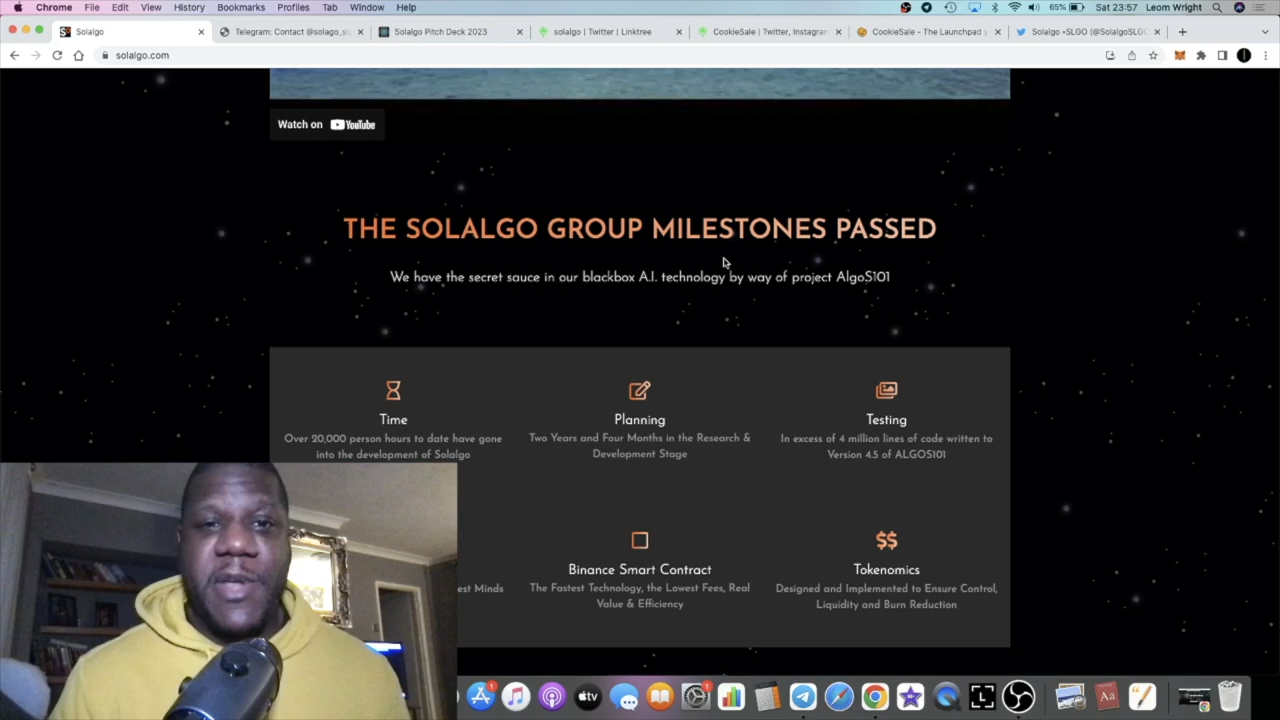 Chrome File Edit View History Bookmarks Profiles Tab Window Help
65% Sat 23:57 Leom Wright
Solalgo
Telegram: Contact @solago_sl
Solalgo Pitch Deck 2023
solalgo | Twitter | Linktree
CookieSale | Twitter, Instagram
CookieSale - The Launchpad y
Solalgo •SLGO (@SolalgoSLGO
solalgo.com
Watch on YouTube
THE SOLALGO GROUP MILESTONES PASSED
We have the secret sauce in our blackbox A.I. technology by way of project AlgoS101
Time
Over 20,000 person hours to date have gone
into the development of Solalgo
Planning
Two Years and Four Months in the Research &
Development Stage
Testing
In excess of 4 million lines of code written to
Version 4.5 of ALGOS101
est Minds
Binance Smart Contract
The Fastest Technology, the Lowest Fees, Real
Value & Efficiency
$$
Tokenomics
Designed and Implemented to Ensure Control,
Liquidity and Burn Reduction
tv
Aa